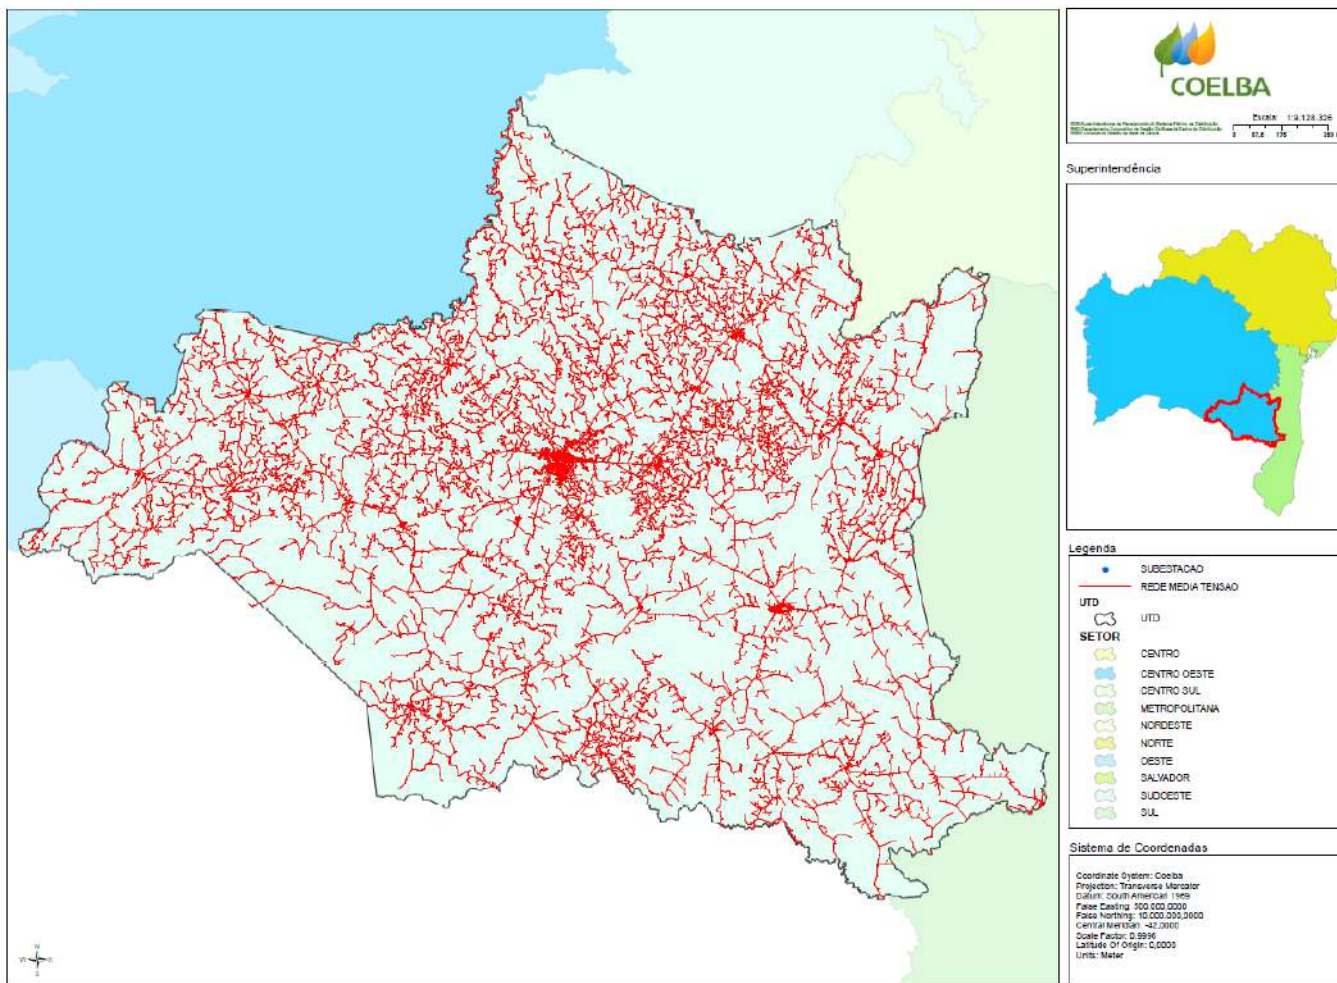 COELBA
Escala: 1:9.128.326
0 87,5 175 350
Superintendência
Legenda
SUBESTACAO
REDE MEDIA TENSAO
UTD
UTD
SETOR
CENTRO
CENTRO OESTE
CENTRO SUL
METROPOLITANA
NORDESTE
NORTE
OESTE
SALVADOR
SUDOESTE
SUL
Sistema de Coordenadas
Coordinate System: Coelba
Projection: Transverse Mercator
Datum: South American 1969
False Easting: 500.000,0000
False Northing: 10.000.000,0000
Central Meridian: -42,0000
Scale Factor: 0,9996
Latitude Of Origin: 0,0000
Units: Meter
N
W E
S